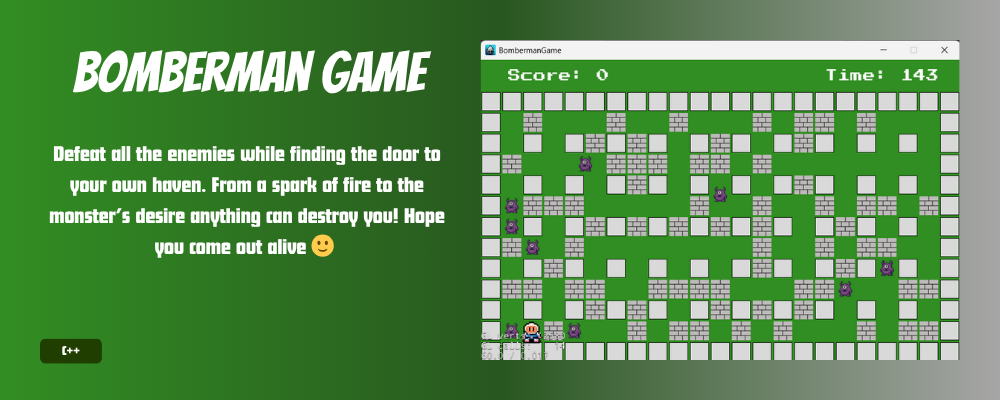 BOMBERMAN GAME
Defeat all the enemies while finding the door to
your own haven. From a spark of fire to the
monster's desire anything can destroy you! Hope
you come out alive 🙂
C++
BombermanGame
Score: 0
Time: 143